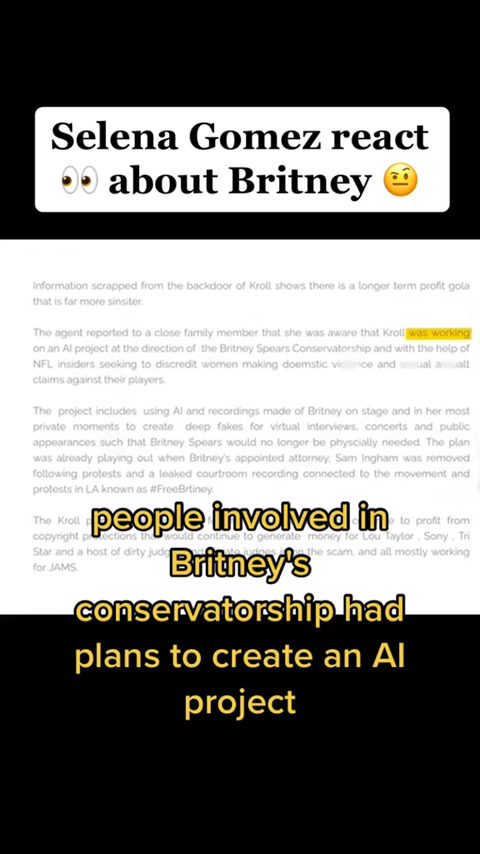 Selena Gomez react
👀 about Britney 🤨
Information scrapped from the backdoor of Kroll shows there is a longer term profit gola
that is far more sinsiter.
The agent reported to a close family member that she was aware that Kroll was working
on an AI project at the direction of the Britney Spears Conservatorship and with the help of
NFL insiders seeking to discredit women making doemstic and
claims against their players.
The project includes using AI and recordings made of Britney on stage and in her most
private moments to create deep fakes for virtual interviews, concerts and public
appearances such that Britney Spears would no longer be physcially needed. The plan
was already playing out when Britney's appointed attorney, Sam Ingham was removed
following protests and a leaked courtroom recording connected to the movement and
protests in LA known as #FreeBrtiney.
The Kroll to profit from
copyright would continue to generate money for Lou Taylor , Sony , Tri
Star and a host of dirty the scam, and all mostly working
for JAMS.
people involved in
Britney's
conservatorship had
plans to create an AI
project